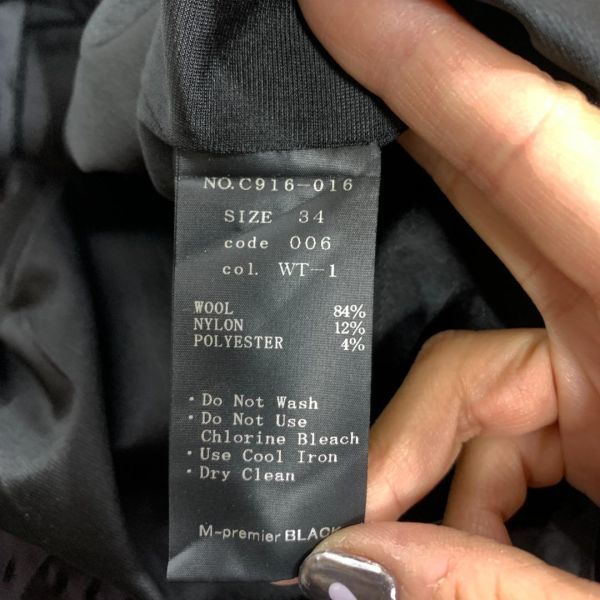 NO.C916-016
SIZE 34
code 006
col. WT-1
WOOL 84%
NYLON 12%
POLYESTER 4%
・Do Not Wash
・Do Not Use
Chlorine Bleach
・Use Cool Iron
・Dry Clean
M-premier BLACK